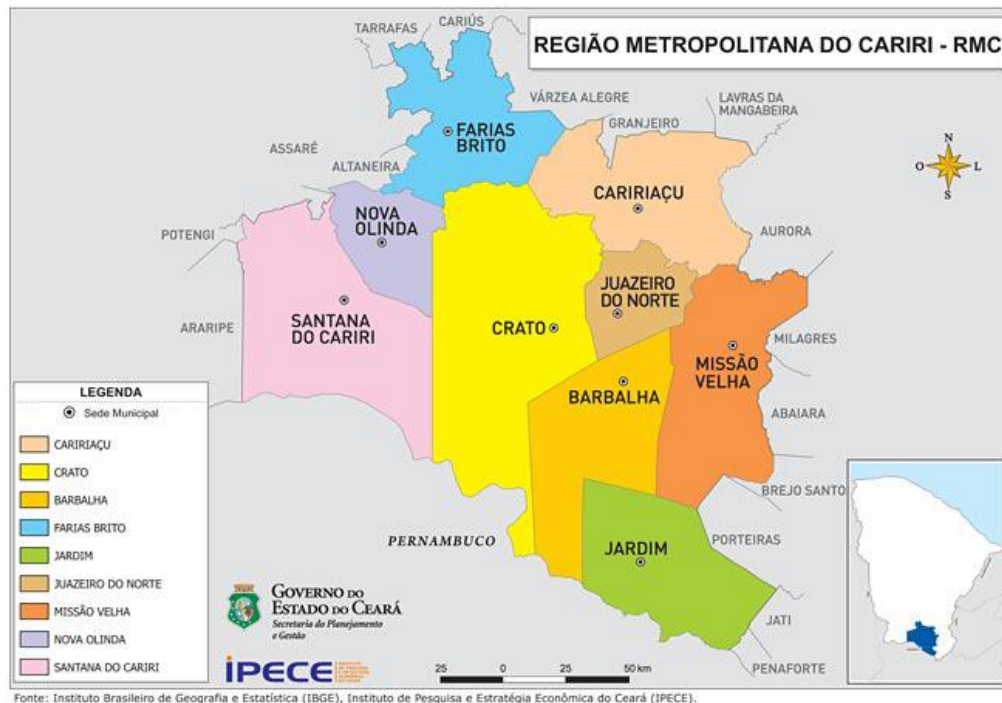 REGIÃO METROPOLITANA DO CARIRI - RMC
TARRAFAS
CARIÚS
VÁRZEA ALEGRE
LAVRAS DA
MANGABEIRA
GRANJEIRO
FARIAS
BRITO
ASSARÉ
ALTANEIRA
N
O
L
S
CARIRIAÇU
NOVA
OLINDA
POTENGI
AURORA
JUAZEIRO
DO NORTE
SANTANA
DO CARIRI
CRATO
ARARIPE
MILAGRES
MISSÃO
VELHA
BARBALHA
ABAIARA
BREJO SANTO
PERNAMBUCO
PORTEIRAS
JARDIM
JATI
PENAFORTE
LEGENDA
Sede Municipal
CARIRIAÇU
CRATO
BARBALHA
FARIAS BRITO
JARDIM
JUAZEIRO DO NORTE
MISSÃO VELHA
NOVA OLINDA
SANTANA DO CARIRI
GOVERNO DO
ESTADO DO CEARÁ
Secretaria do Planejamento
e Gestão
IPECE
25 0 25 50 km
Fonte: Instituto Brasileiro de Geografia e Estatística (IBGE), Instituto de Pesquisa e Estratégia Econômica do Ceará (IPECE).